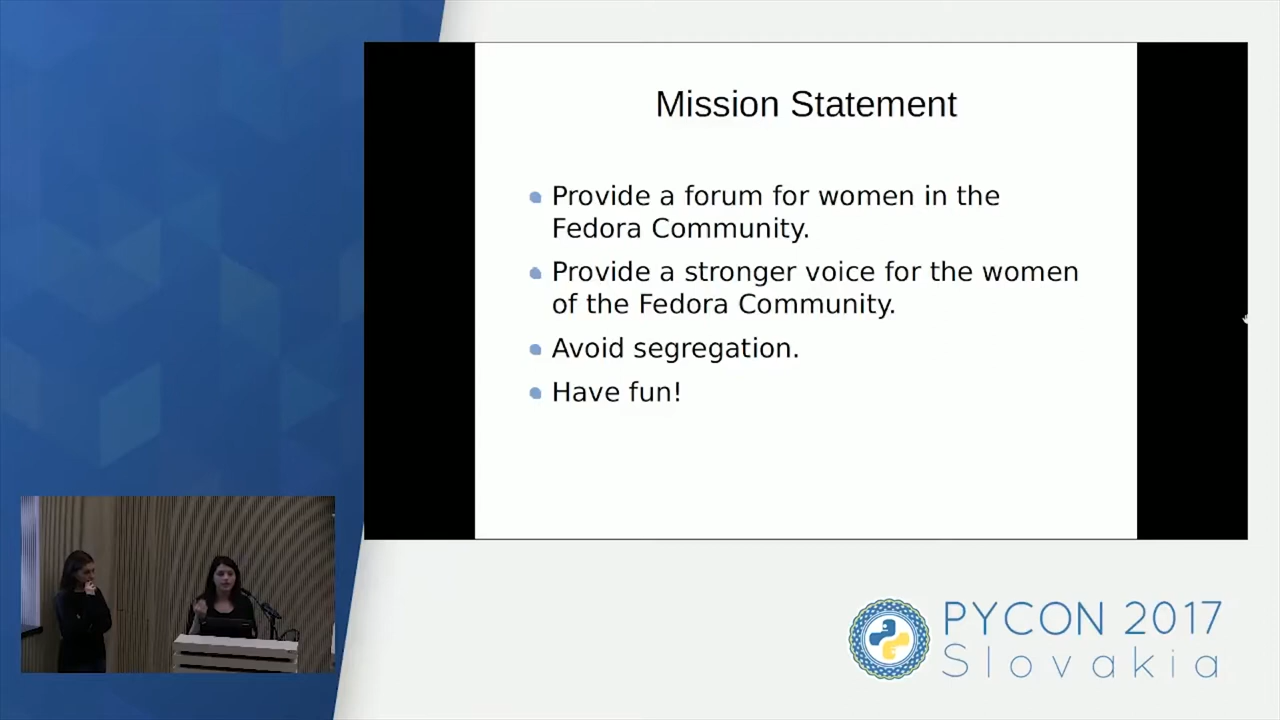 Mission Statement
Provide a forum for women in the
Fedora Community.
Provide a stronger voice for the women
of the Fedora Community.
Avoid segregation.
Have fun!
PYCON 2017
Slovakia